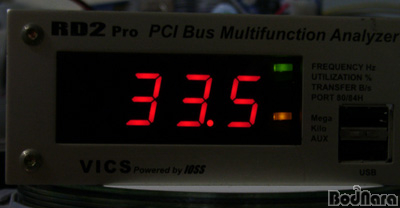 RD2 Pro PCI Bus Multifunction Analyzer
33.5
FREQUENCY Hz
UTILIZATION %
TRANSFER B/s
PORT 80/84H
Mega
Kilo
AUX
USB
VICS Powered by IOSS
BodNara